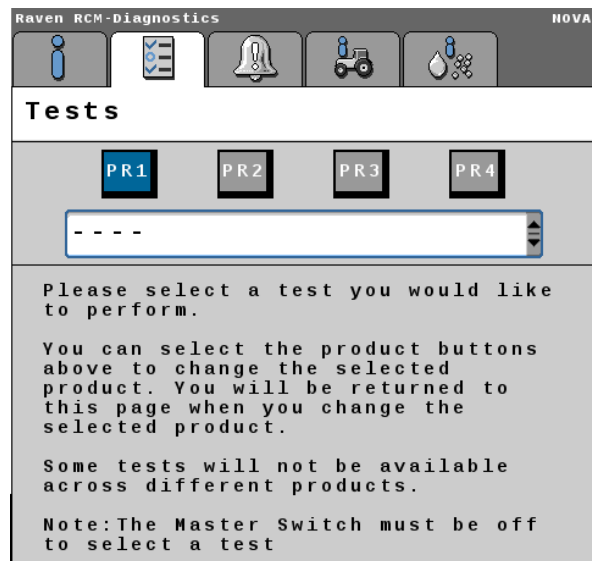 Raven RCM-Diagnostics NOVA
Tests
PR1 PR2 PR3 PR4
----
Please select a test you would like
to perform.
You can select the product buttons
above to change the selected
product. You will be returned to
this page when you change the
selected product.
Some tests will not be available
across different products.
Note:The Master Switch must be off
to select a test